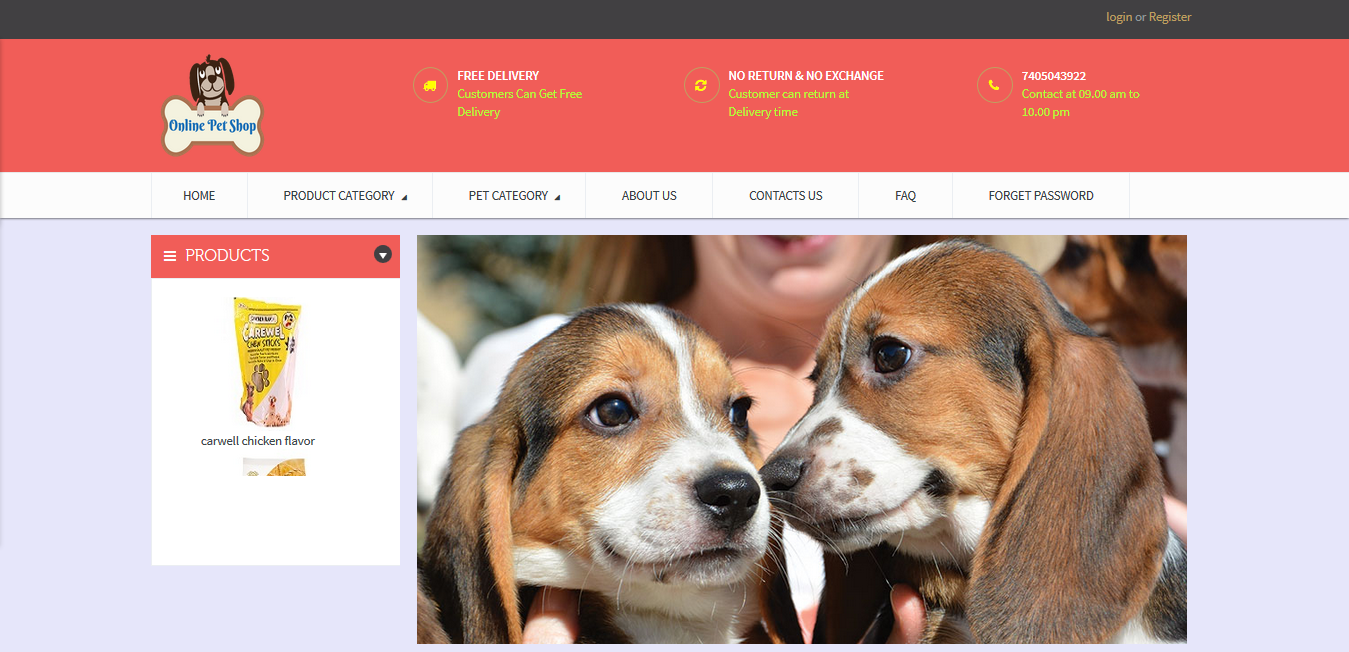 login or Register
Online Pet Shop
FREE DELIVERY
Customers Can Get Free
Delivery
NO RETURN & NO EXCHANGE
Customer can return at
Delivery time
7405043922
Contact at 09.00 am to
10.00 pm
HOME
PRODUCT CATEGORY
PET CATEGORY
ABOUT US
CONTACTS US
FAQ
FORGET PASSWORD
PRODUCTS
CAREWEL
CHEW STICKS
carwell chicken flavor